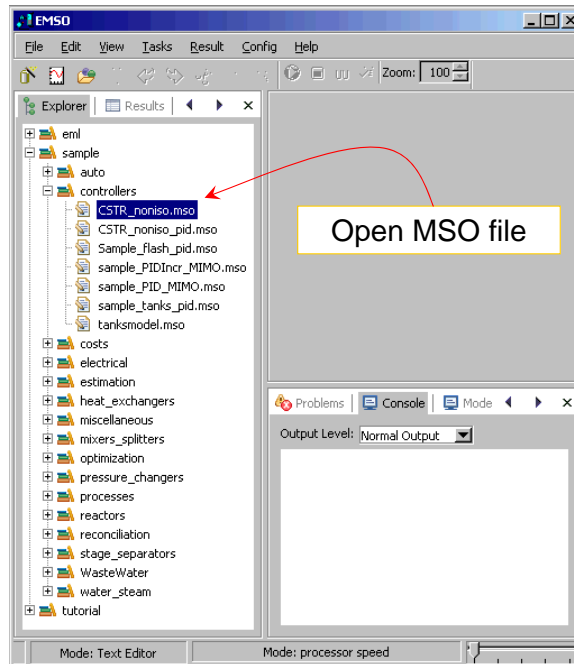 EMSO
File Edit View Tasks Result Config Help
Zoom: 100
Explorer Results
eml
sample
auto
controllers
CSTR_noniso.mso
CSTR_noniso_pid.mso
Sample_flash_pid.mso
sample_PIDIncr_MIMO.mso
sample_PID_MIMO.mso
sample_tanks_pid.mso
tanksmodel.mso
costs
electrical
estimation
heat_exchangers
miscellaneous
mixers_splitters
optimization
pressure_changers
processes
reactors
reconciliation
stage_separators
WasteWater
water_steam
tutorial
Open MSO file
Problems Console Mode
Output Level: Normal Output
Mode: Text Editor Mode: processor speed